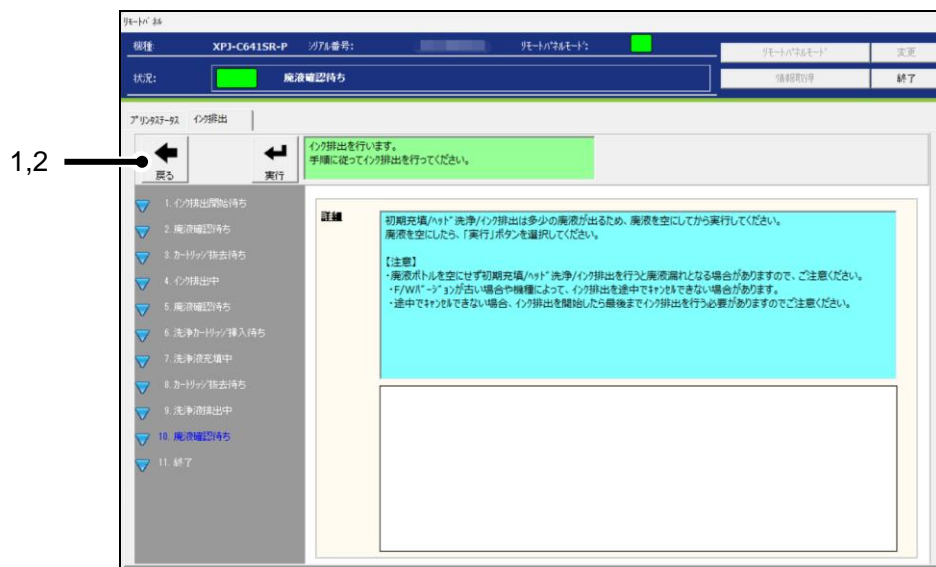 ﾘﾓｰﾄﾊﾟﾈﾙ
機種: XPJ-C641SR-P ｼﾘｱﾙ番号: ﾘﾓｰﾄﾊﾟﾈﾙﾓｰﾄﾞ:
ﾘﾓｰﾄﾊﾟﾈﾙﾓｰﾄﾞ 変更
状況: 廃液確認待ち
情報取得 終了
ﾌﾟﾘﾝﾀｽﾃｰﾀｽ ｲﾝｸ排出
1,2
戻る 実行
ｲﾝｸ排出を行います。
手順に従ってｲﾝｸ排出を行ってください。
1. ｲﾝｸ排出開始待ち
2. 廃液確認待ち
3. ｶｰﾄﾘｯｼﾞ抜去待ち
4. ｲﾝｸ排出中
5. 廃液確認待ち
6. 洗浄ｶｰﾄﾘｯｼﾞ挿入待ち
7. 洗浄液充填中
8. ｶｰﾄﾘｯｼﾞ抜去待ち
9. 洗浄液排出中
10. 廃液確認待ち
11. 終了
詳細
初期充填/ﾍｯﾄﾞ洗浄/ｲﾝｸ排出は多少の廃液が出るため、廃液を空にしてから実行してください。
廃液を空にしたら、「実行」ﾎﾞﾀﾝを選択してください。
【注意】
・廃液ﾎﾞﾄﾙを空にせず初期充填/ﾍｯﾄﾞ洗浄/ｲﾝｸ排出を行うと廃液漏れとなる場合がありますので、ご注意ください。
・F/Wﾊﾞｰｼﾞｮﾝが古い場合や機種によって、ｲﾝｸ排出を途中でｷｬﾝｾﾙできない場合があります。
・途中でｷｬﾝｾﾙできない場合、ｲﾝｸ排出を開始したら最後までｲﾝｸ排出を行う必要がありますのでご注意ください。